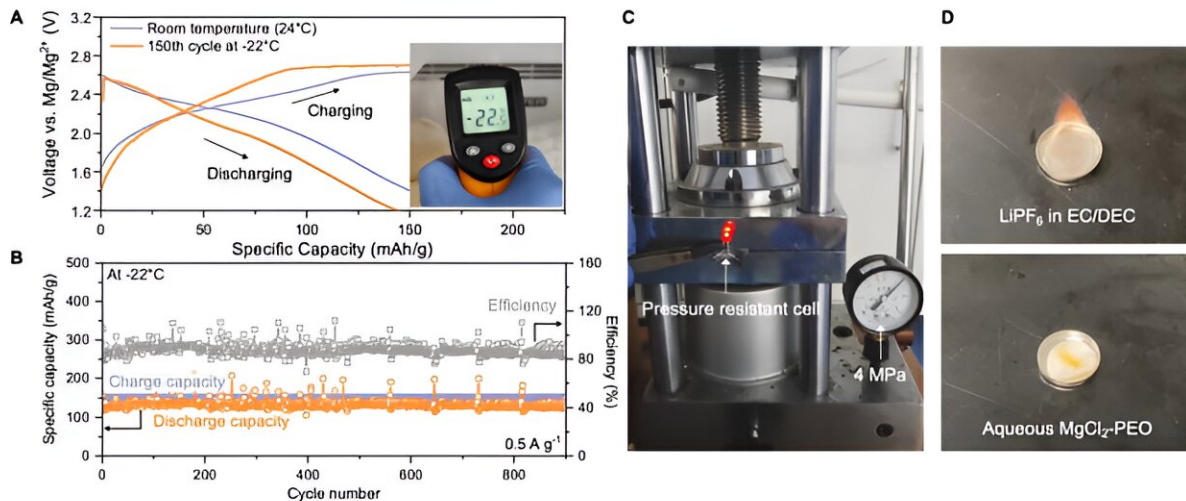 A
Voltage vs. Mg/Mg²⁺ (V)
3.2
2.8
2.4
2.0
1.6
1.2
Room temperature (24°C)
150th cycle at -22°C
Charging
Discharging
0
50
100
150
200
Specific Capacity (mAh/g)
B
Specific capacity (mAh/g)
500
400
300
250
200
150
100
0
At -22°C
Efficiency
Charge capacity
Discharge capacity
0.5 A g⁻¹
160
120
80
40
0
Efficiency (%)
0
200
400
600
800
Cycle number
C
Pressure resistant cell
4 MPa
D
LiPF₆ in EC/DEC
Aqueous MgCl₂-PEO